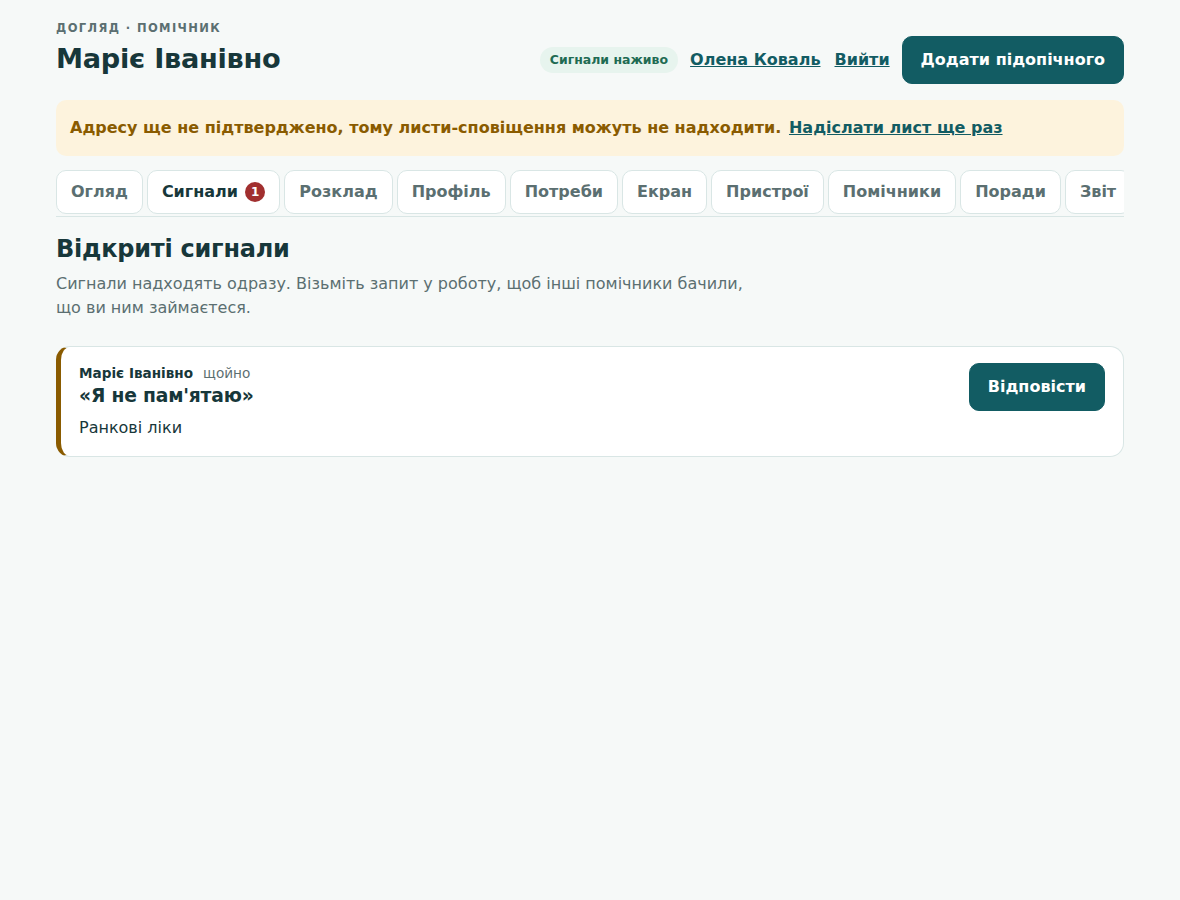 ДОГЛЯД · ПОМІЧНИК
Маріє Іванівно
Сигнали наживо Олена Коваль Вийти Додати підопічного
Адресу ще не підтверджено, тому листи-сповіщення можуть не надходити. Надіслати лист ще раз
Огляд Сигнали 1 Розклад Профіль Потреби Екран Пристрої Помічники Поради Звіт
Відкриті сигнали
Сигнали надходять одразу. Візьміть запит у роботу, щоб інші помічники бачили,
що ви ним займаєтеся.
Маріє Іванівно щойно
«Я не пам'ятаю»
Відповісти
Ранкові ліки